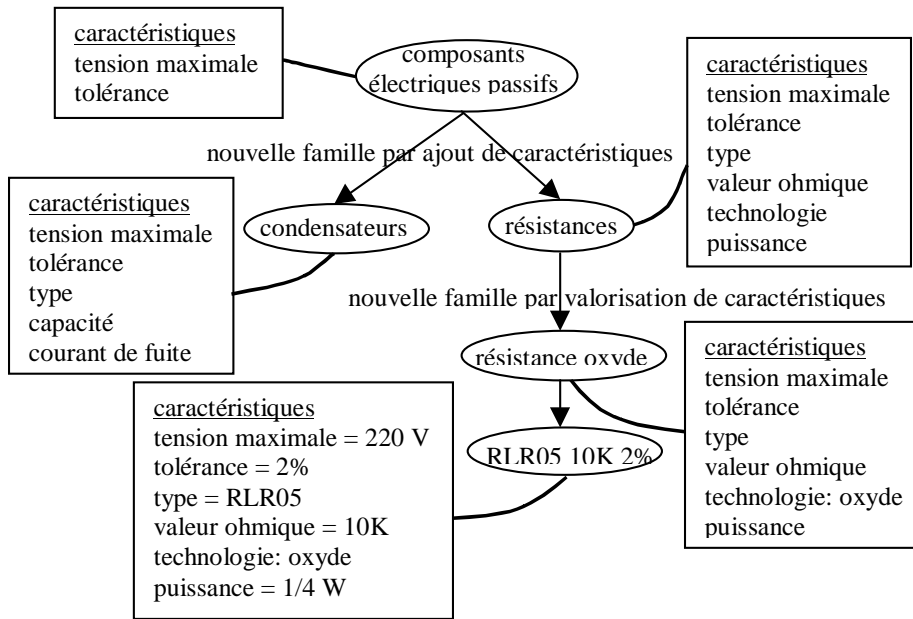 caractéristiques
tension maximale
tolérance
composants
électriques passifs
caractéristiques
tension maximale
tolérance
type
valeur ohmique
technologie
puissance
nouvelle famille par ajout de caractéristiques
caractéristiques
tension maximale
tolérance
type
capacité
courant de fuite
condensateurs
résistances
nouvelle famille par valorisation de caractéristiques
résistance oxyde
caractéristiques
tension maximale
tolérance
type
valeur ohmique
technologie: oxyde
puissance
RLR05 10K 2%
caractéristiques
tension maximale = 220 V
tolérance = 2%
type = RLR05
valeur ohmique = 10K
technologie: oxyde
puissance = 1/4 W